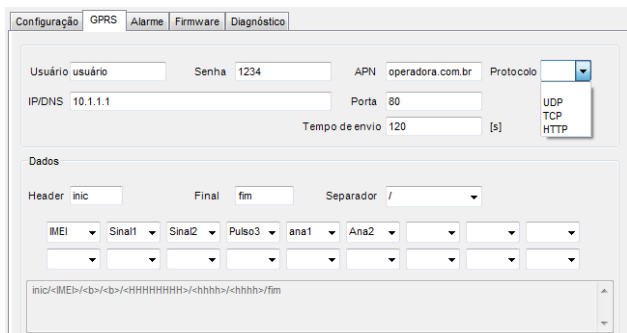 Configuração GPRS Alarme Firmware Diagnóstico
Usuário usuário Senha 1234 APN operadora.com.br Protocolo
IP/DNS 10.1.1.1 Porta 80 UDP
TCP
Tempo de envio 120 [s] HTTP
Dados
Header inic Final fim Separador /
IMEI Sinal1 Sinal2 Pulso3 ana1 Ana2
inic/<IMEI>/<b>/<b>/<HHHHHHHH>/<hhhh>/<hhhh>/fim